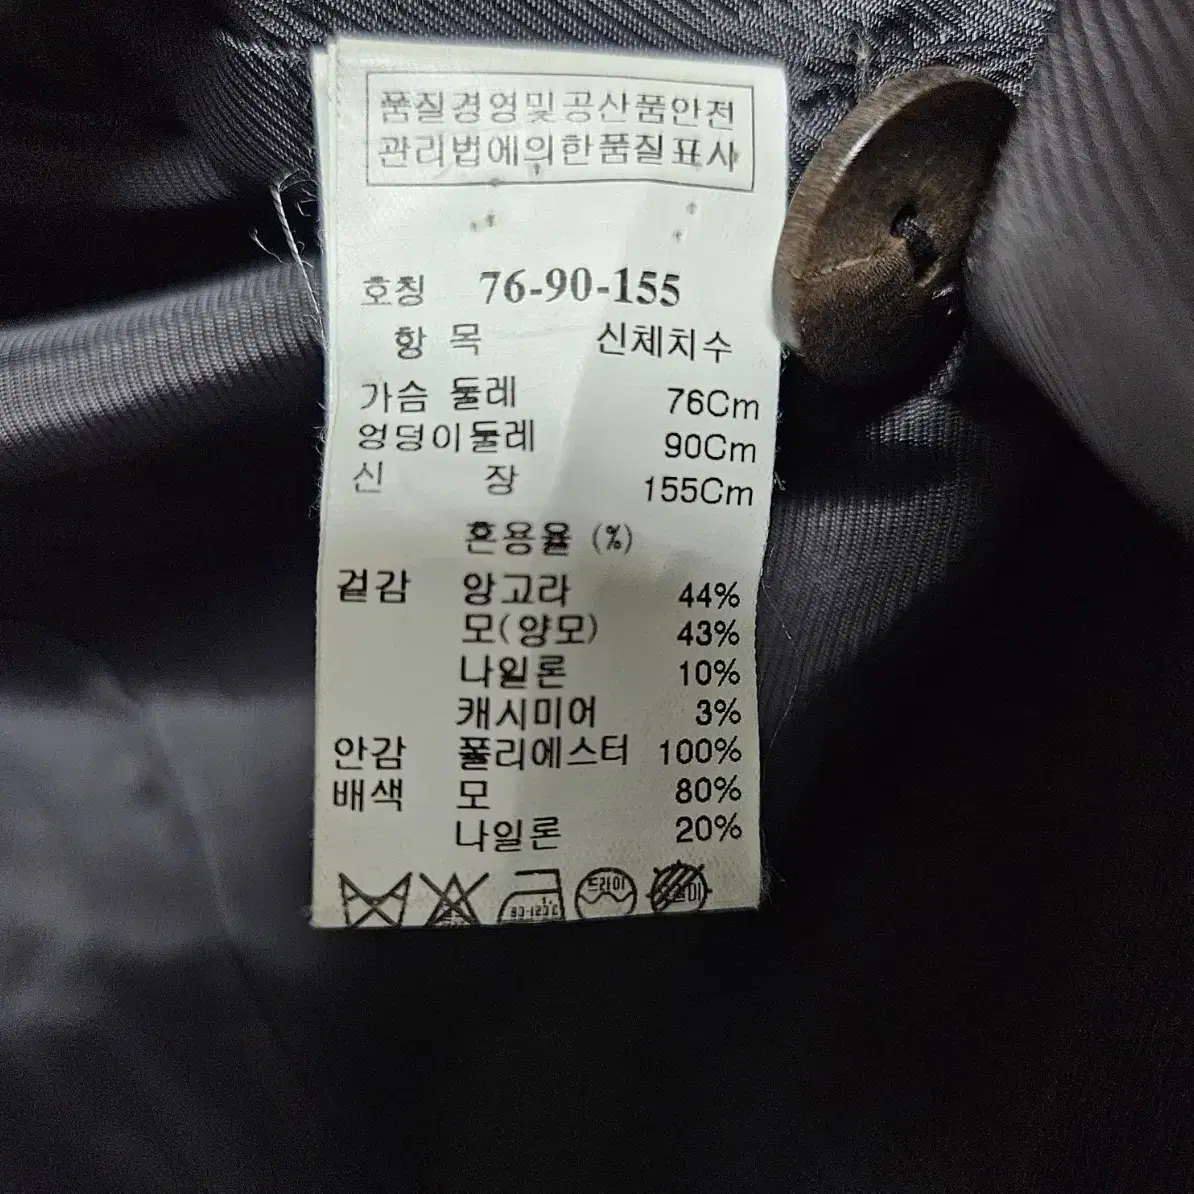 품질경영및공산품안전
관리법에의한품질표사
호칭 76-90-155
항 목 신체치수
가슴 둘레 76Cm
엉덩이둘레 90Cm
신 장 155Cm
혼용율 (%)
겉감 앙고라 44%
모(양모) 43%
나일론 10%
캐시미어 3%
안감 폴리에스터 100%
배색 모 80%
나일론 20%
드라이